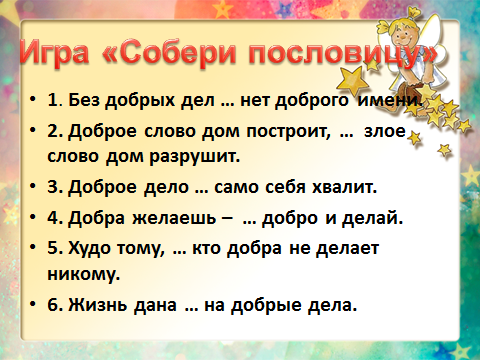 Игра «Собери пословицу»
• 1. Без добрых дел … нет доброго имени.
• 2. Доброе слово дом построит, … злое
слово дом разрушит.
• 3. Доброе дело … само себя хвалит.
• 4. Добра желаешь – … добро и делай.
• 5. Худо тому, … кто добра не делает
никому.
• 6. Жизнь дана … на добрые дела.